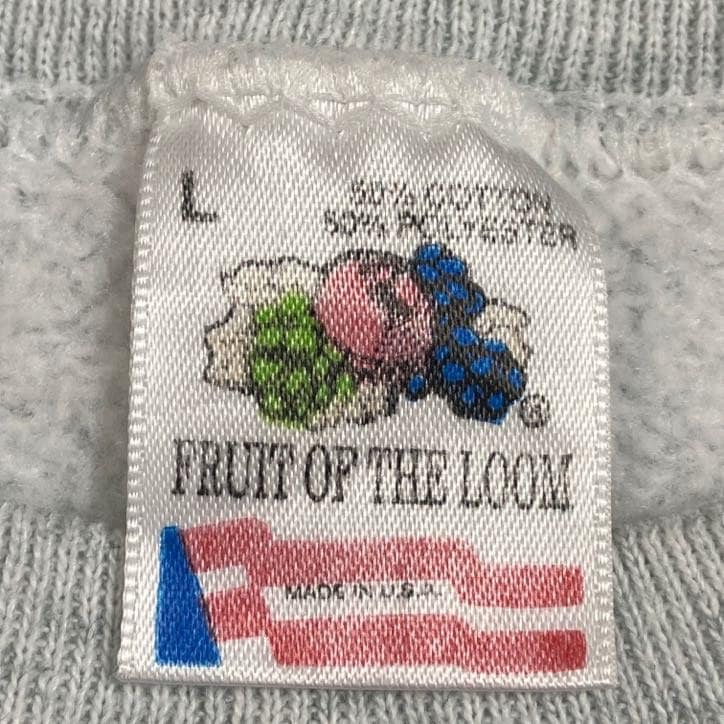 L
50% COTTON
50% POLYESTER
®
FRUIT OF THE LOOM
MADE IN U.S.A.